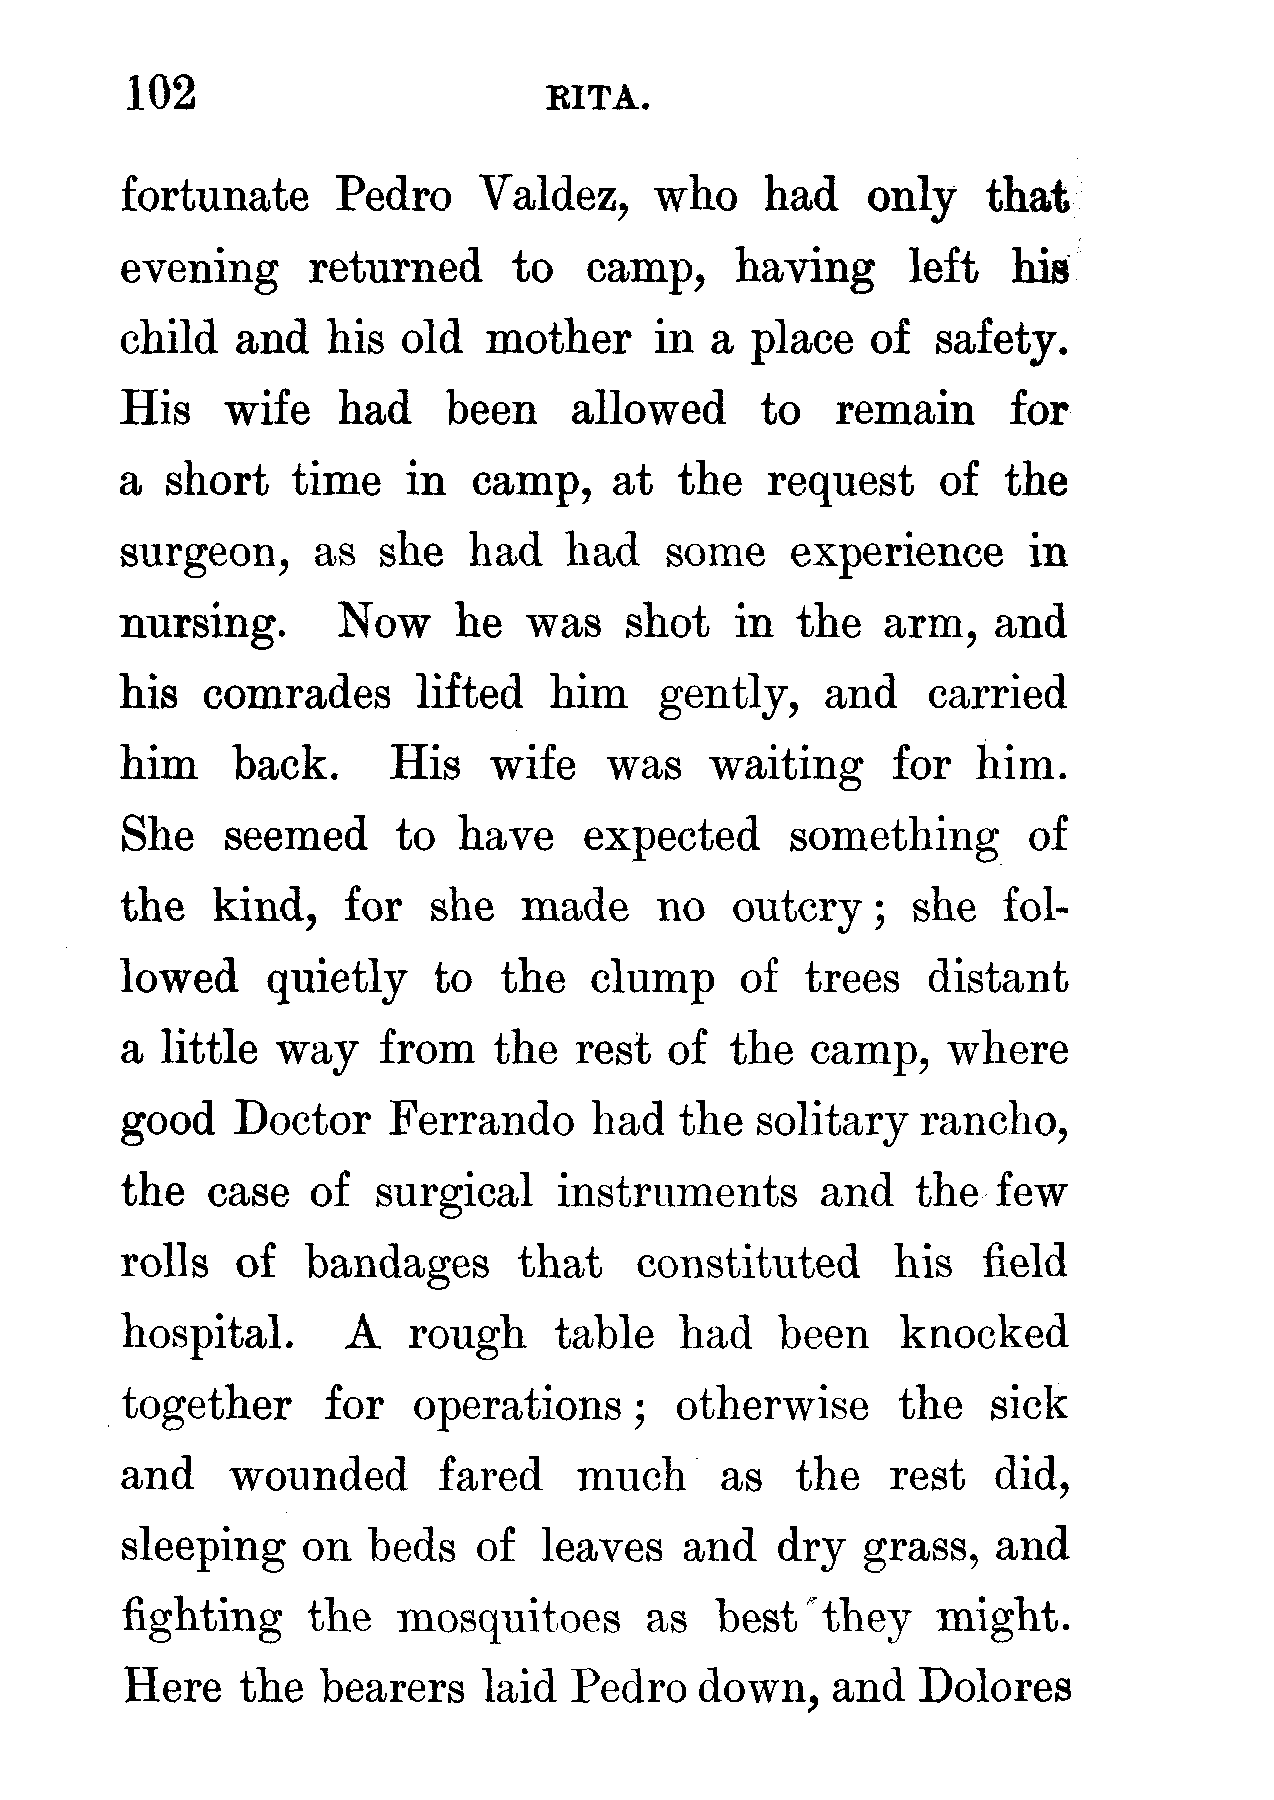 102 RITA.
fortunate Pedro Valdez, who had only that
evening returned to camp, having left his
child and his old mother in a place of safety.
His wife had been allowed to remain for
a short time in camp, at the request of the
surgeon, as she had had some experience in
nursing. Now he was shot in the arm, and
his comrades lifted him gently, and carried
him back. His wife was waiting for him.
She seemed to have expected something of
the kind, for she made no outcry ; she fol-
lowed quietly to the clump of trees distant
a little way from the rest of the camp, where
good Doctor Ferrando had the solitary rancho,
the case of surgical instruments and the few
rolls of bandages that constituted his field
hospital. A rough table had been knocked
together for operations ; otherwise the sick
and wounded fared much as the rest did,
sleeping on beds of leaves and dry grass, and
fighting the mosquitoes as best they might.
Here the bearers laid Pedro down, and Dolores